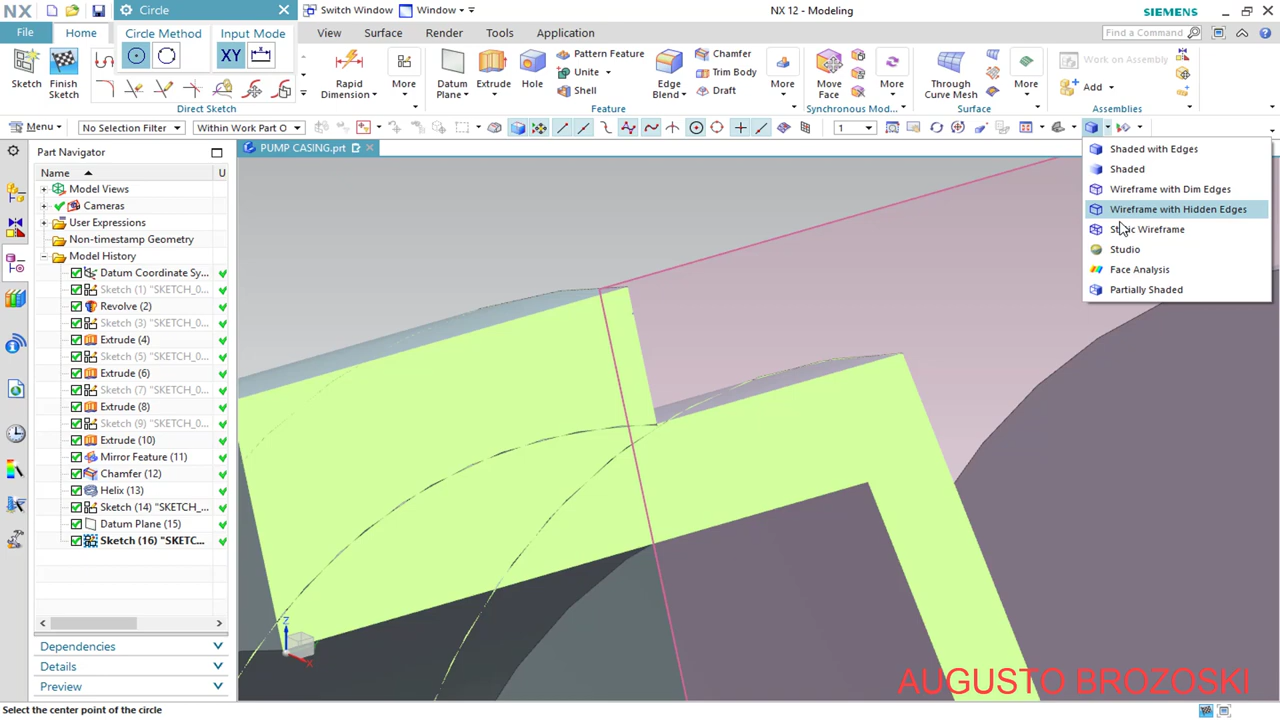 NX
Circle
Switch Window
Window
NX 12 - Modeling
SIEMENS
File
Home
Circle Method
Input Mode
View
Surface
Render
Tools
Application
Find a Command
Sketch
Finish Sketch
XY
Direct Sketch
Rapid Dimension
More
Datum Plane
Extrude
Hole
Pattern Feature
Unite
Shell
Edge Blend
Chamfer
Trim Body
Draft
More
Feature
Move Face
More
Synchronous Mod...
Through Curve Mesh
More
Surface
Work on Assembly
Add
Assemblies
Menu
No Selection Filter
Within Work Part O
1
Part Navigator
PUMP CASING.prt
Name
U
Model Views
Cameras
User Expressions
Non-timestamp Geometry
Model History
Datum Coordinate Sy...
Sketch (1) "SKETCH_0...
Revolve (2)
Sketch (3) "SKETCH_0...
Extrude (4)
Sketch (5) "SKETCH_0...
Extrude (6)
Sketch (7) "SKETCH_0...
Extrude (8)
Sketch (9) "SKETCH_0...
Extrude (10)
Mirror Feature (11)
Chamfer (12)
Helix (13)
Sketch (14) "SKETCH_...
Datum Plane (15)
Sketch (16) "SKETC...
Dependencies
Details
Preview
Shaded with Edges
Shaded
Wireframe with Dim Edges
Wireframe with Hidden Edges
Static Wireframe
Studio
Face Analysis
Partially Shaded
Z
X
AUGUSTO BROZOSKI
Select the center point of the circle